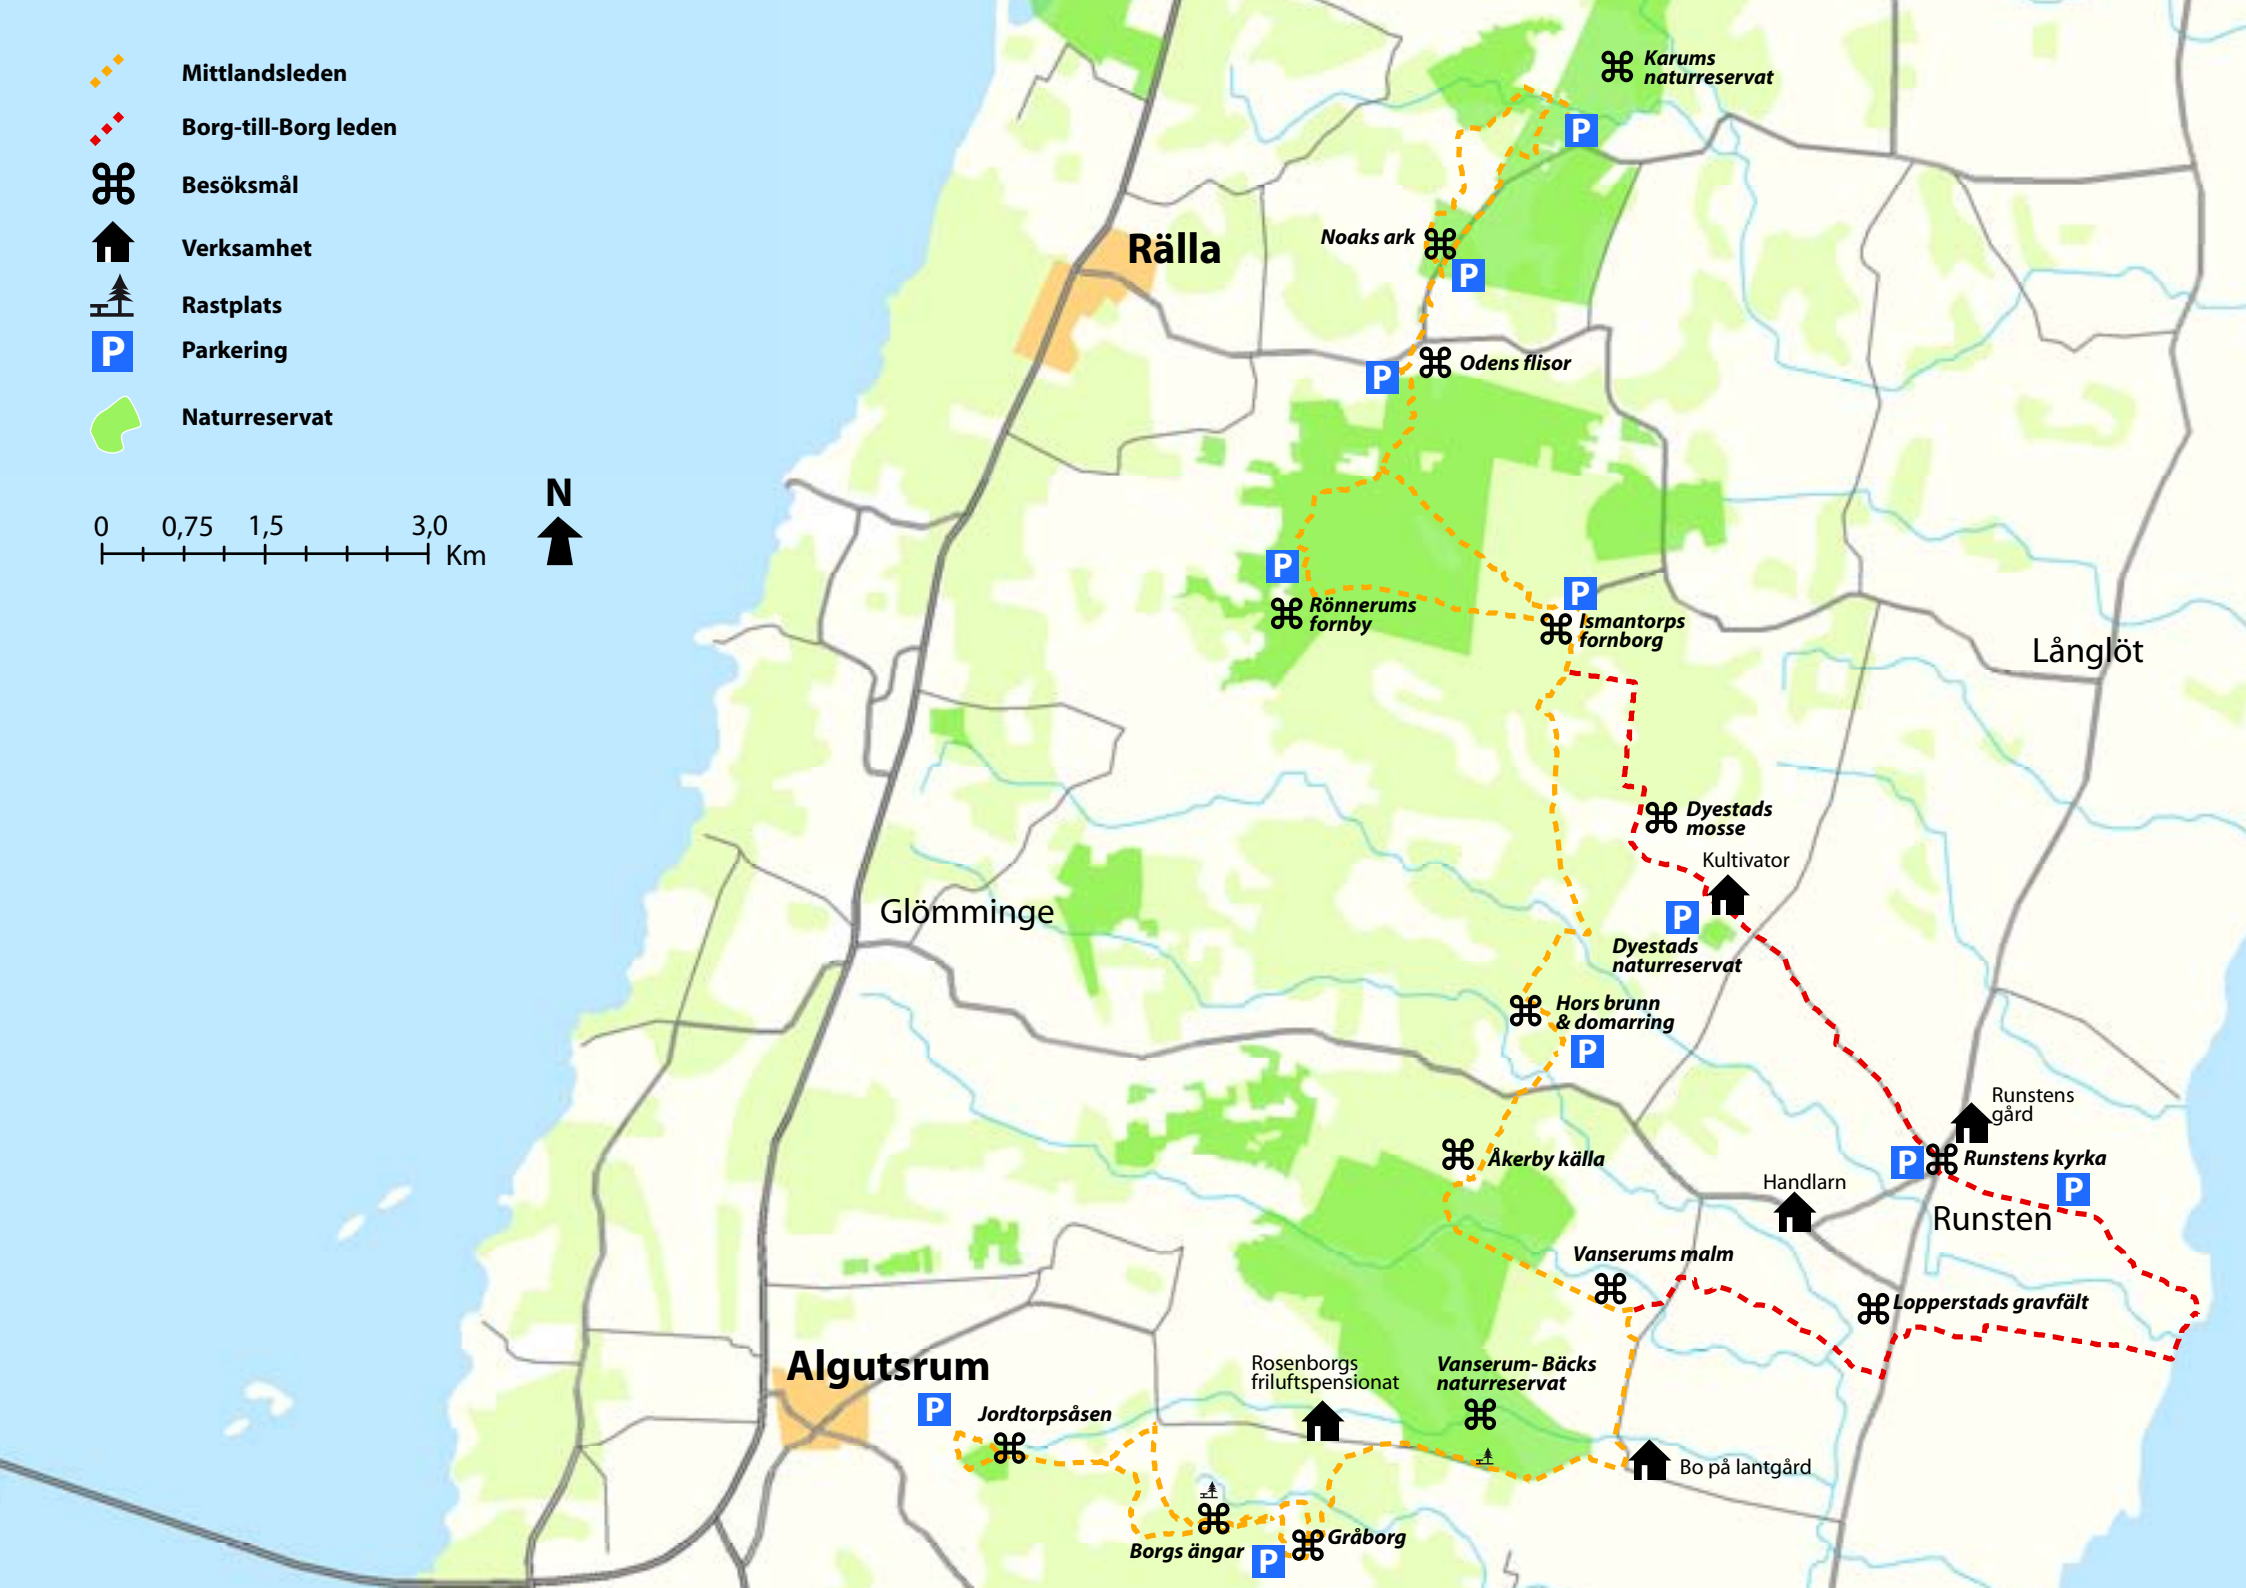 Mittlandsleden
Borg-till-Borg leden
Besöksmål
Verksamhet
Rastplats
P Parkering
Naturreservat
N
0 0,75 1,5 3,0
Km
Karums
naturreservat
P
Noaks ark
P
Rälla
Odens flisor
P
P
Rönnerums
fornby
P
Ismantorps
fornborg
Långlöt
Dyestads
mosse
Kultivator
P
Dyestads
naturreservat
Glömminge
Hors brunn
& domarring
P
Runstens
gård
Åkerby källa
P
Runstens kyrka
P
Handlarn
Runsten
Vanserums malm
Lopperstads gravfält
Algutsrum
P
Jordtorpsåsen
Rosenborgs
friluftspensionat
Vanserum- Bäcks
naturreservat
Bo på lantgård
Borgs ängar
P
Gråborg